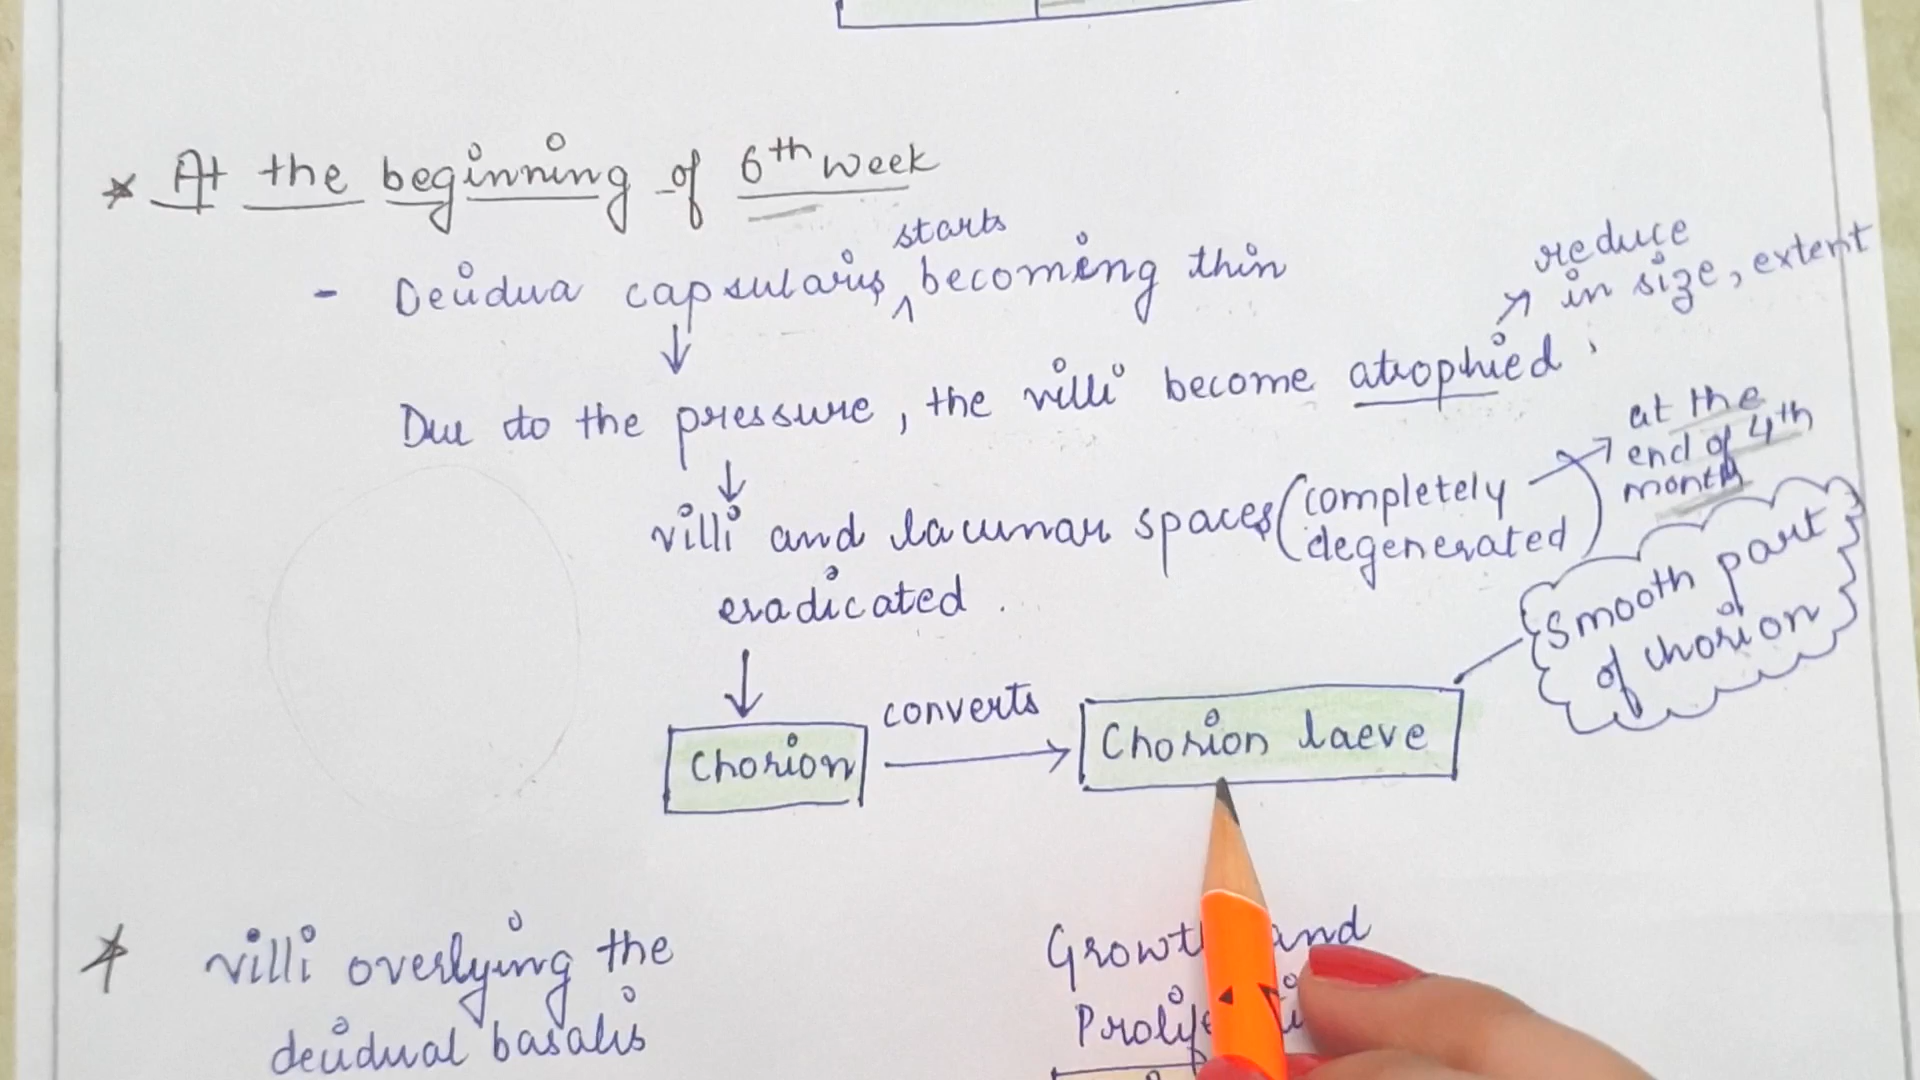 * At the beginning of 6th week
- Decidua capsularis ^ starts becoming thin
↓
Due to the pressure, the villi become atrophied.
↗ reduce
in size, extent
↓
villi and lacunar spaces (completely degenerated)
→ at the
end of 4th
month
eradicated.
↓
Chorion converts → Chorion laeve
Smooth part
of chorion
* villi overlying the
decidual basalis
Growth and